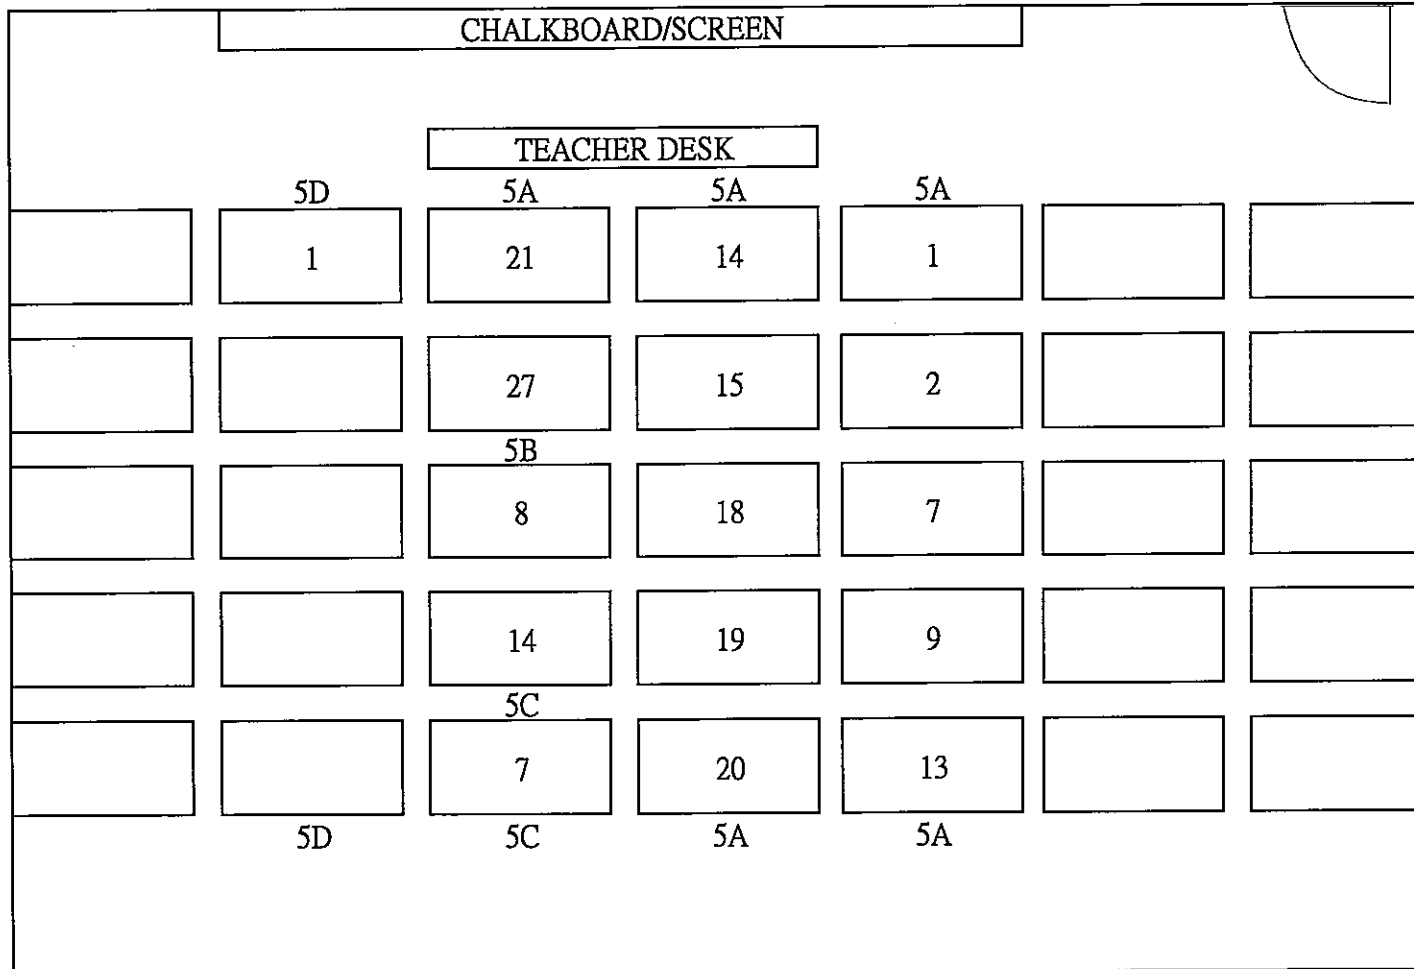 CHALKBOARD/SCREEN
TEACHER DESK
5D 5A 5A 5A
1 21 14 1
27 15 2
5B
8 18 7
14 19 9
5C
7 20 13
5D 5C 5A 5A